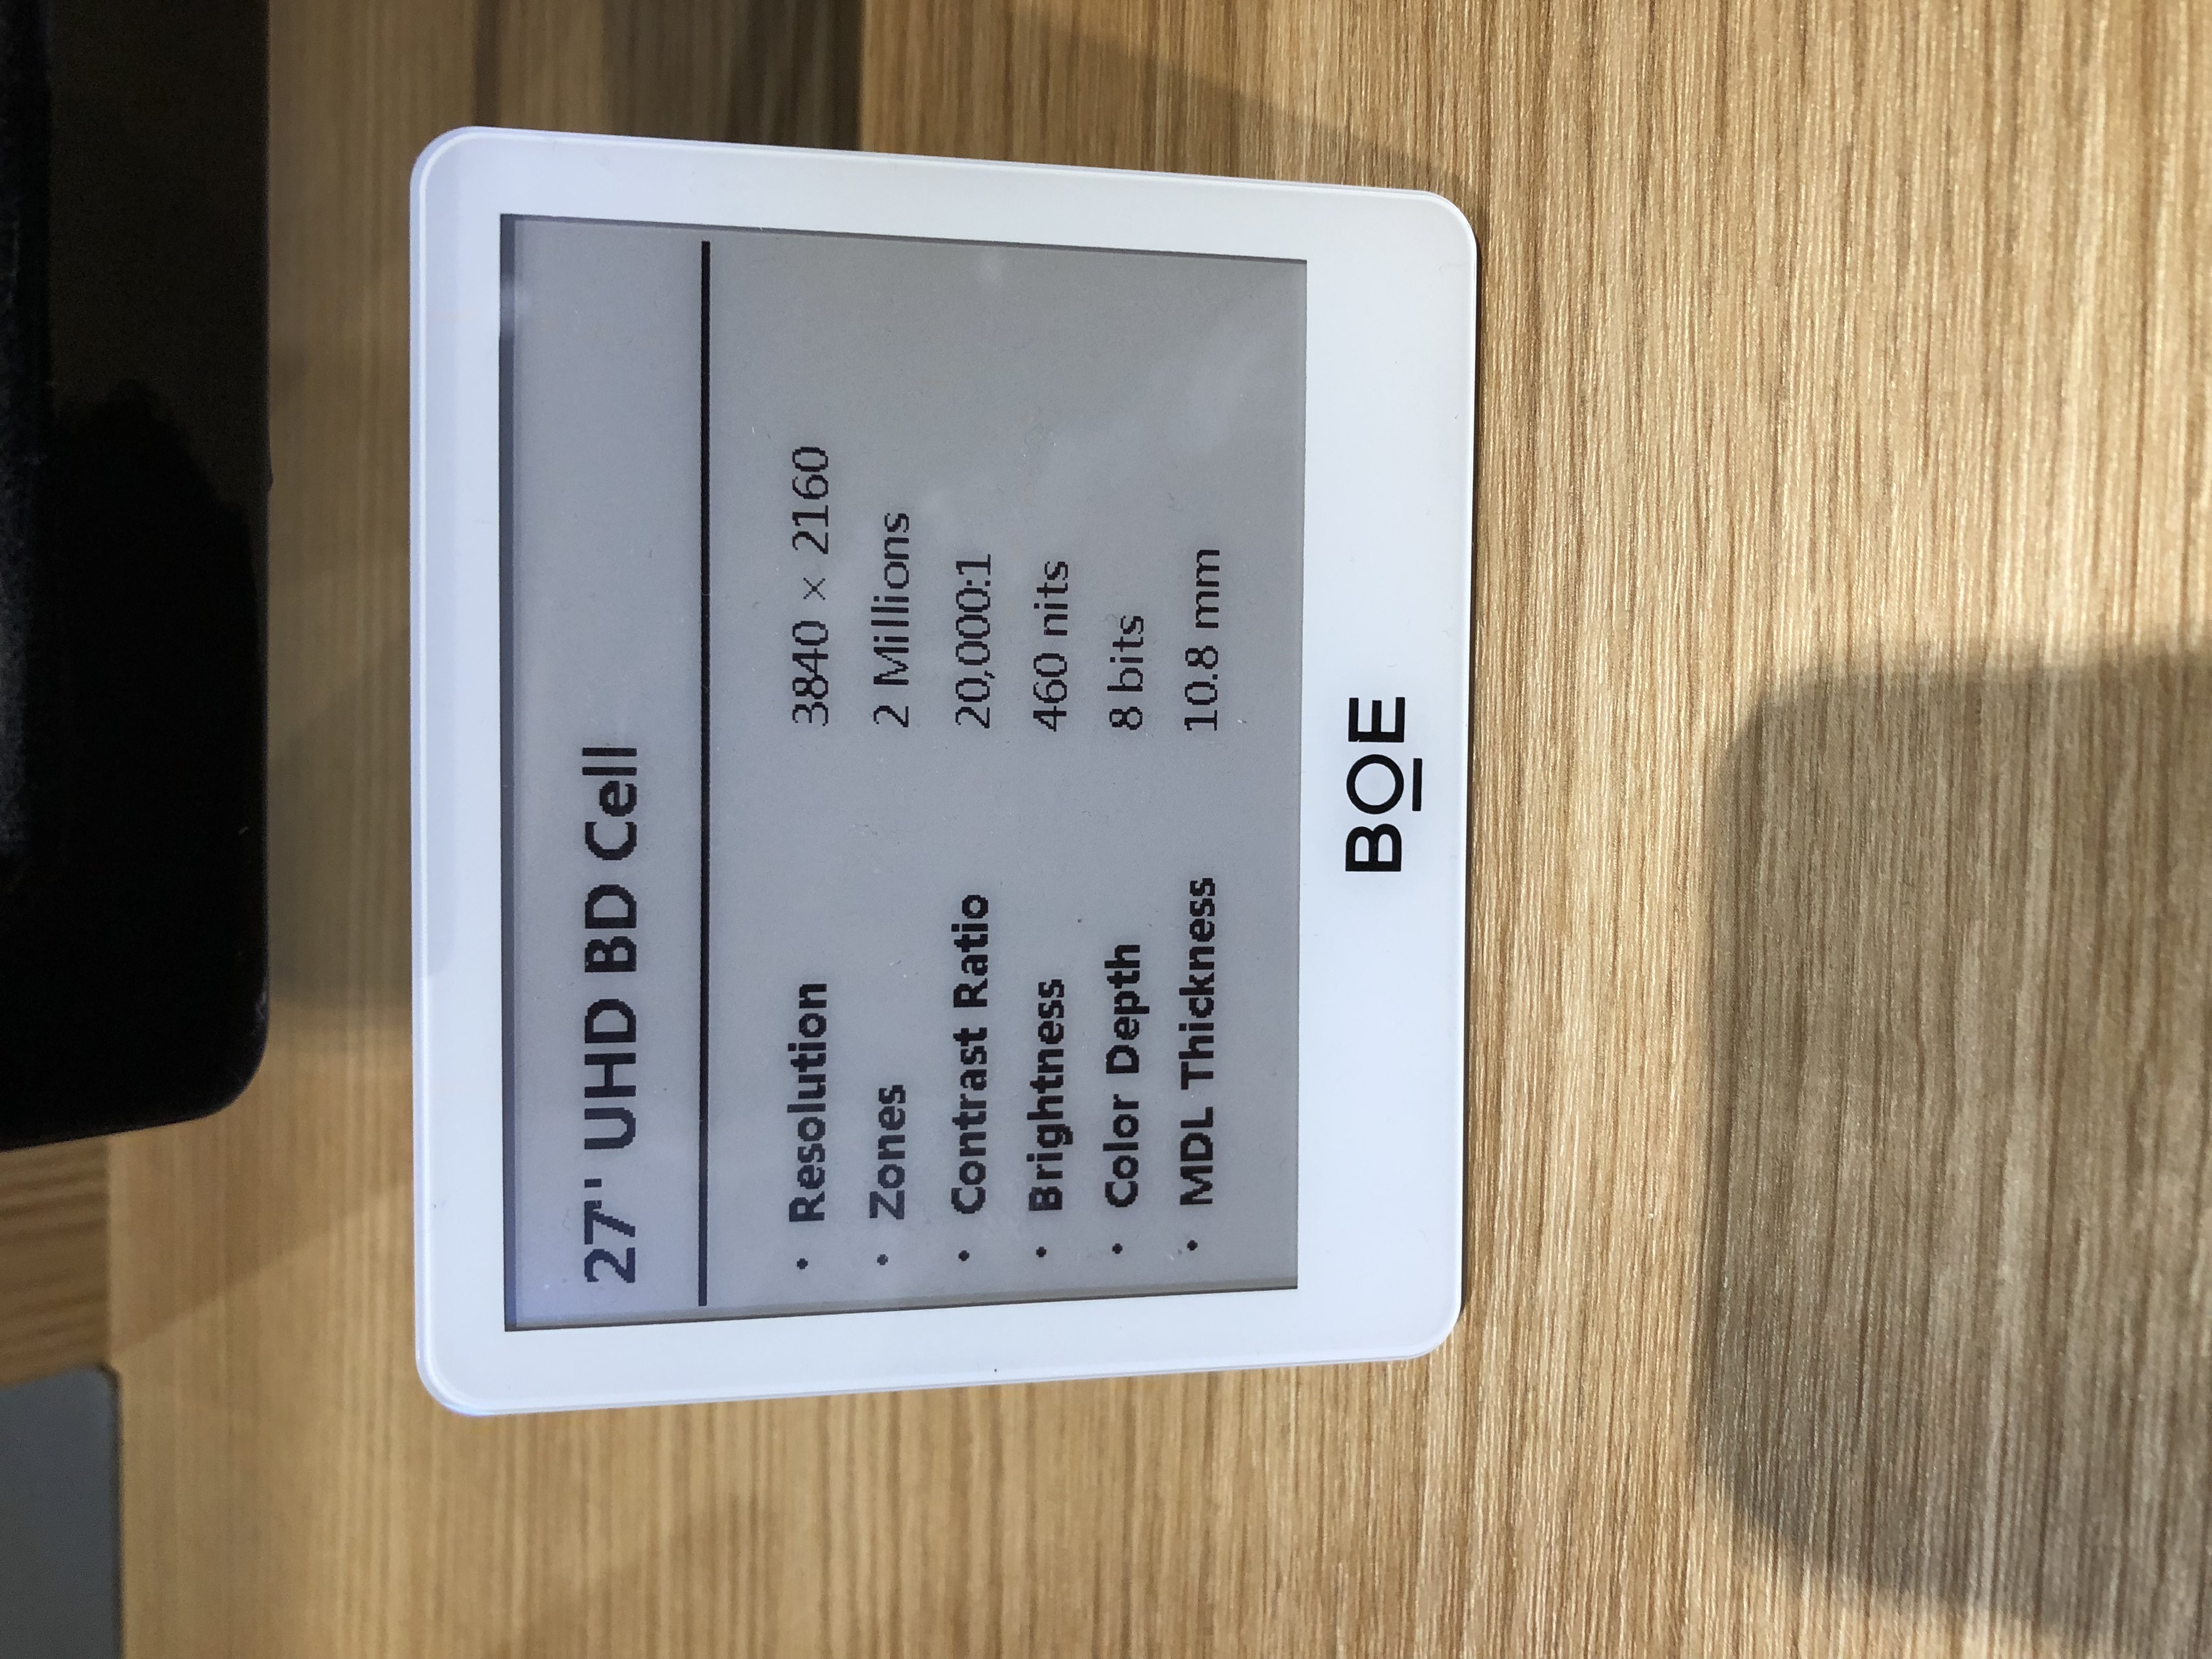 27'' UHD BD Cell
• Resolution 3840 × 2160
• Zones 2 Millions
• Contrast Ratio 20,000:1
• Brightness 460 nits
• Color Depth 8 bits
• MDL Thickness 10.8 mm
BOE